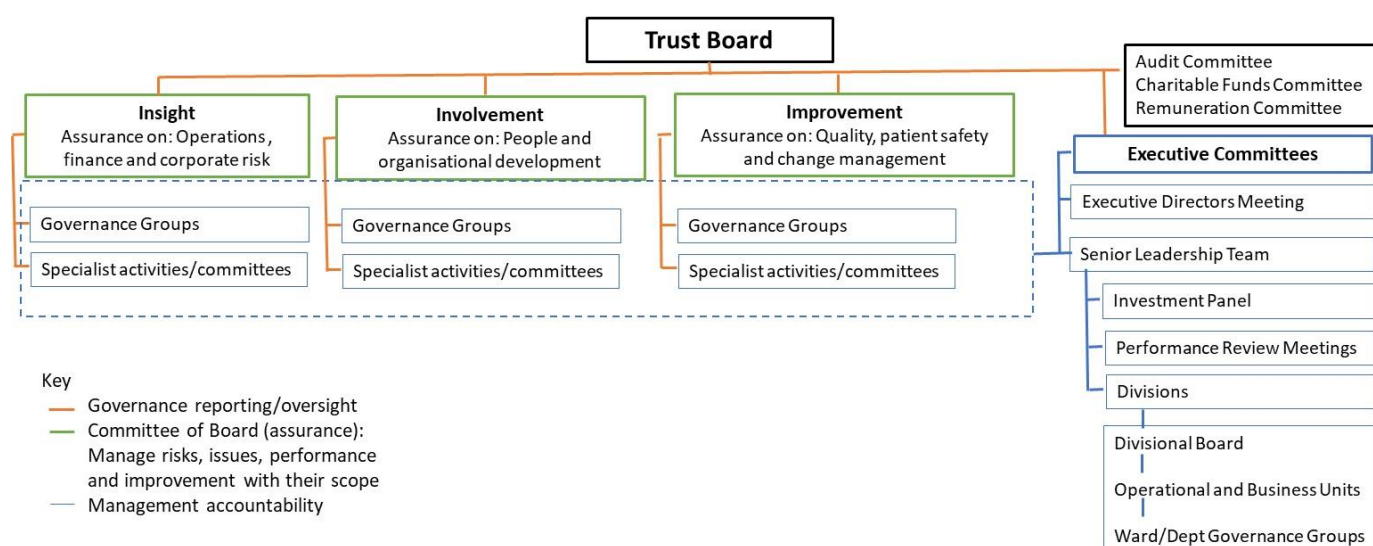 Trust Board
Audit Committee
Charitable Funds Committee
Remuneration Committee
Insight
Assurance on: Operations,
finance and corporate risk
Involvement
Assurance on: People and
organisational development
Improvement
Assurance on: Quality, patient safety
and change management
Executive Committees
Executive Directors Meeting
Governance Groups
Governance Groups
Governance Groups
Senior Leadership Team
Specialist activities/committees
Specialist activities/committees
Specialist activities/committees
Investment Panel
Performance Review Meetings
Divisions
Divisional Board
Operational and Business Units
Ward/Dept Governance Groups
Key
Governance reporting/oversight
Committee of Board (assurance):
Manage risks, issues, performance
and improvement with their scope
Management accountability